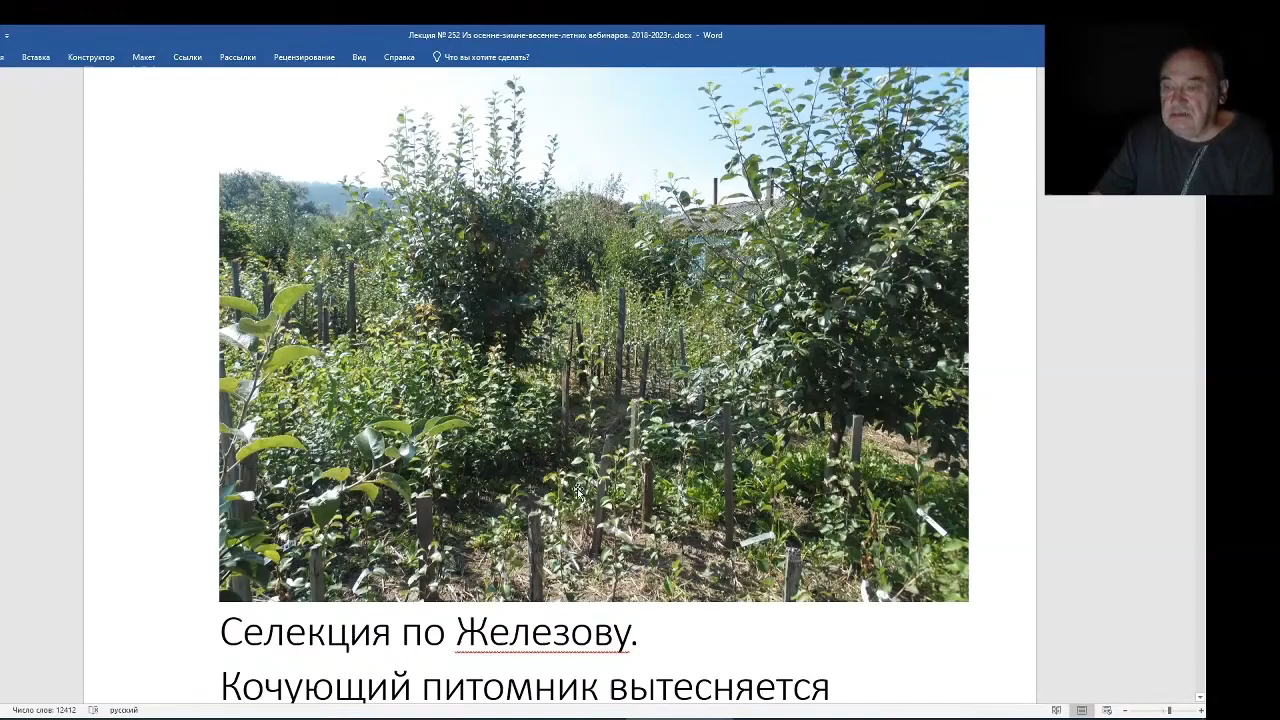 Лекция № 252 Из осенне-зимне-весенне-летних вебинаров. 2018-2023г..docx - Word
я Вставка Конструктор Макет Ссылки Рассылки Рецензирование Вид Справка Что вы хотите сделать?
Селекция по Железову.
Кочующий питомник вытесняется
Число слов: 12412 русский